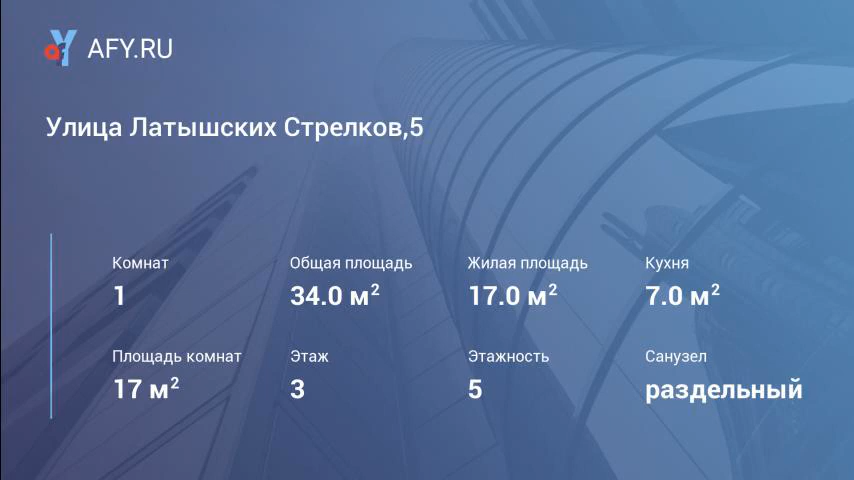 AFY.RU
Улица Латышских Стрелков,5
Комнат Общая площадь Жилая площадь Кухня
1 34.0 м² 17.0 м² 7.0 м²
Площадь комнат Этаж Этажность Санузел
17 м² 3 5 раздельный